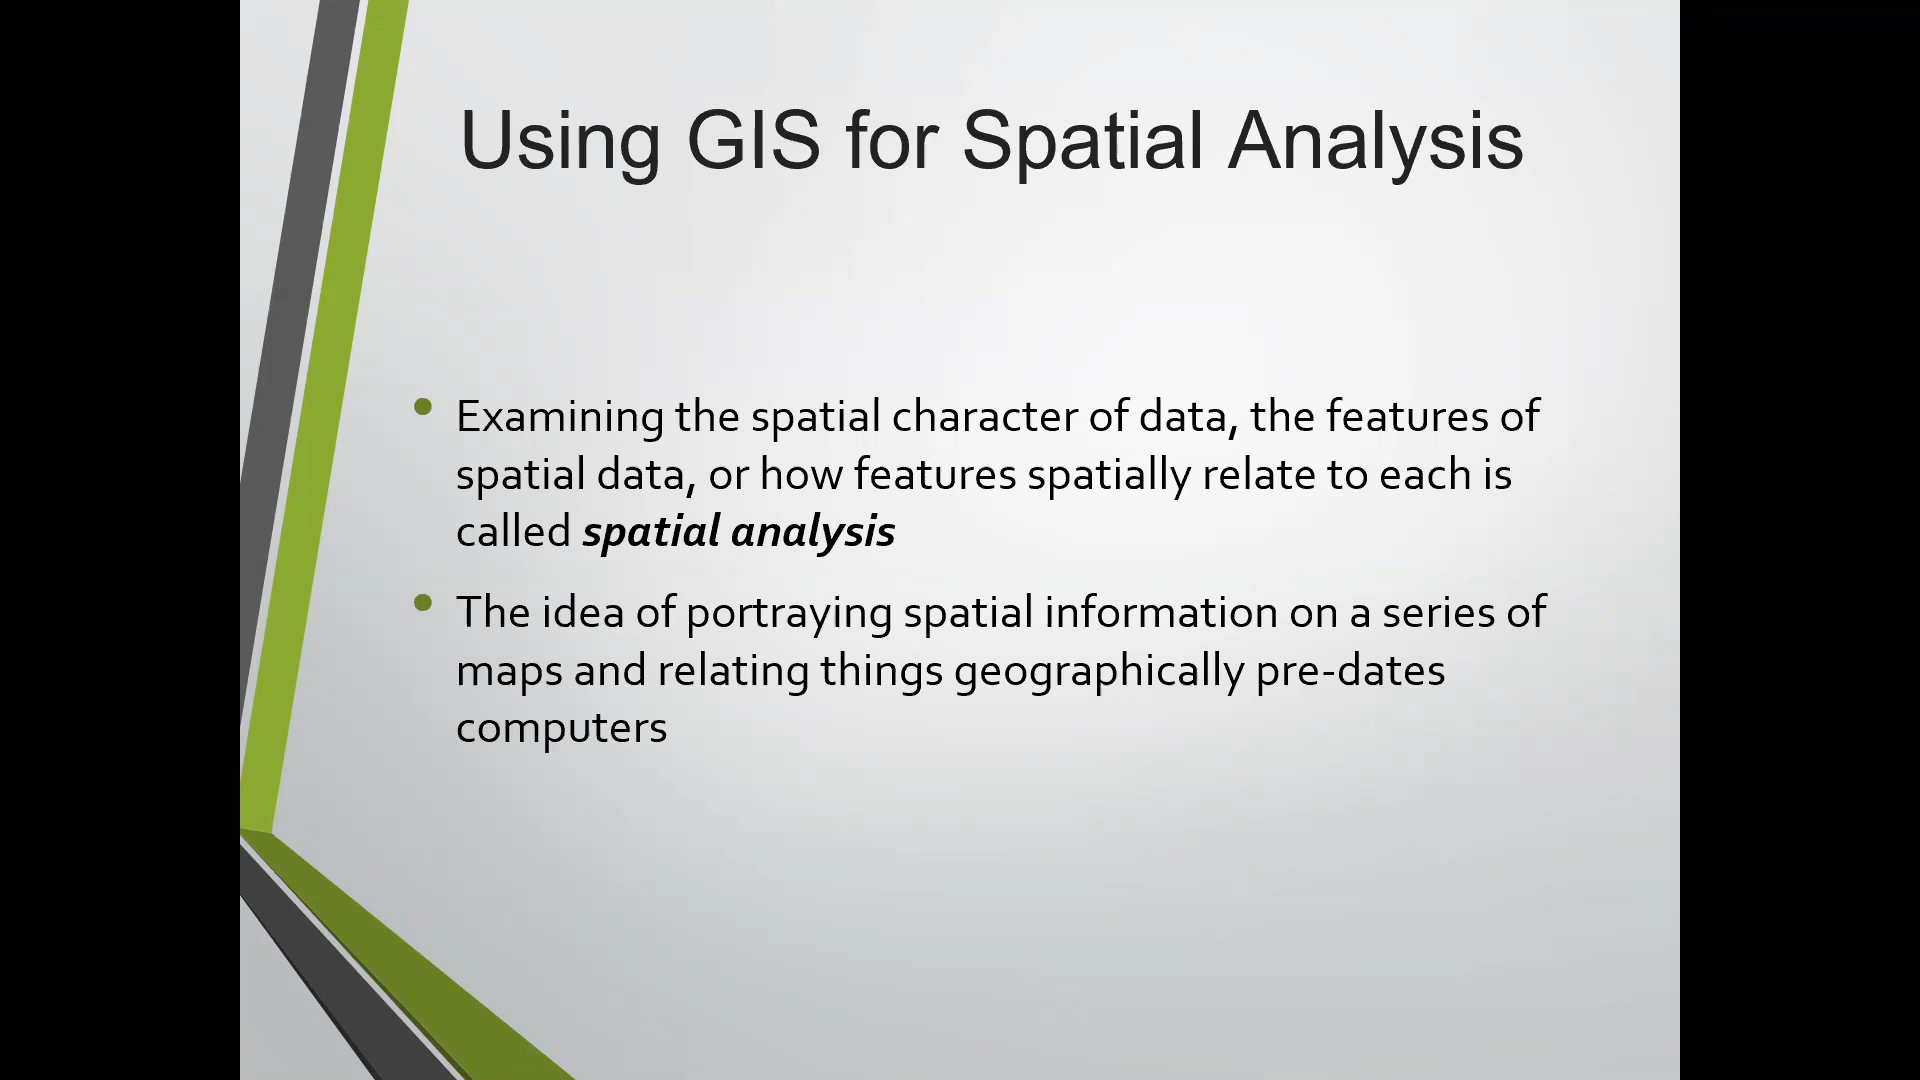 Using GIS for Spatial Analysis
• Examining the spatial character of data, the features of
spatial data, or how features spatially relate to each is
called spatial analysis
• The idea of portraying spatial information on a series of
maps and relating things geographically pre-dates
computers